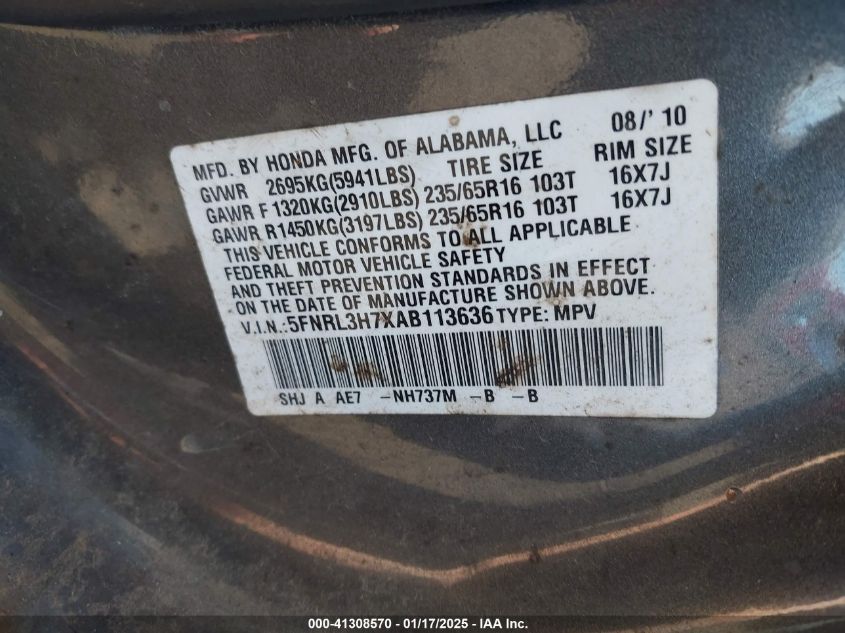 MFD. BY HONDA MFG. OF ALABAMA, LLC 08/' 10
GVWR 2695KG(5941LBS) TIRE SIZE RIM SIZE
GAWR F 1320KG(2910LBS) 235/65R16 103T 16X7J
GAWR R1450KG(3197LBS) 235/65R16 103T 16X7J
THIS VEHICLE CONFORMS TO ALL APPLICABLE
FEDERAL MOTOR VEHICLE SAFETY
AND THEFT PREVENTION STANDARDS IN EFFECT
ON THE DATE OF MANUFACTURE SHOWN ABOVE.
V.I.N.:5FNRL3H7XAB113636 TYPE: MPV
SHJ A AE7 -NH737M -B -B
000-41308570 - 01/17/2025 - IAA Inc.